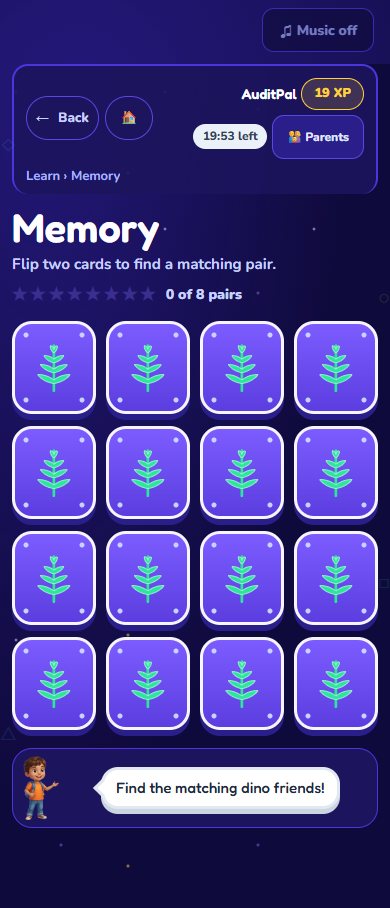 ♫ Music off
← Back
AuditPal
19 XP
19:53 left
Parents
Learn › Memory
Memory
Flip two cards to find a matching pair.
0 of 8 pairs
Find the matching dino friends!